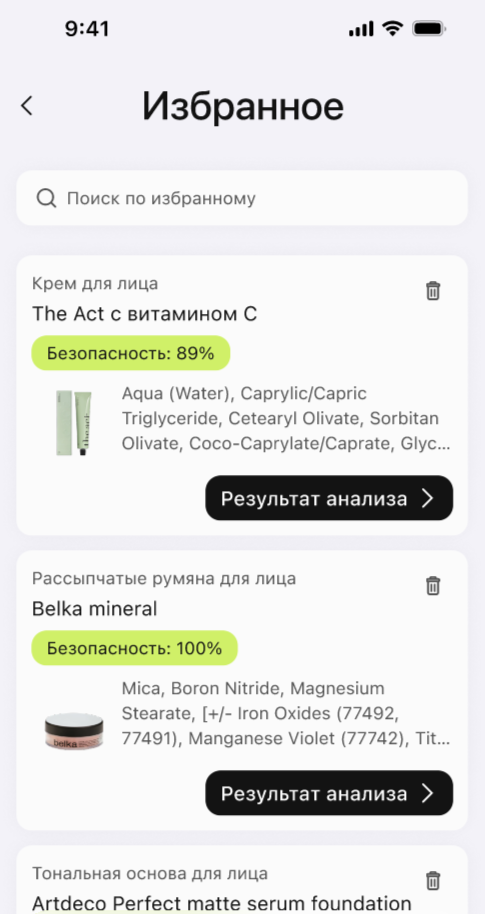 9:41
Избранное
Поиск по избранному
Крем для лица
The Act с витамином С
Безопасность: 89%
Aqua (Water), Caprylic/Capric
Triglyceride, Cetearyl Olivate, Sorbitan
Olivate, Coco-Caprylate/Caprate, Glyc...
Результат анализа
Рассыпчатые румяна для лица
Belka mineral
Безопасность: 100%
belka
Mica, Boron Nitride, Magnesium
Stearate, [+/- Iron Oxides (77492,
77491), Manganese Violet (77742), Tit...
Результат анализа
Тональная основа для лица
Artdeco Perfect matte serum foundation